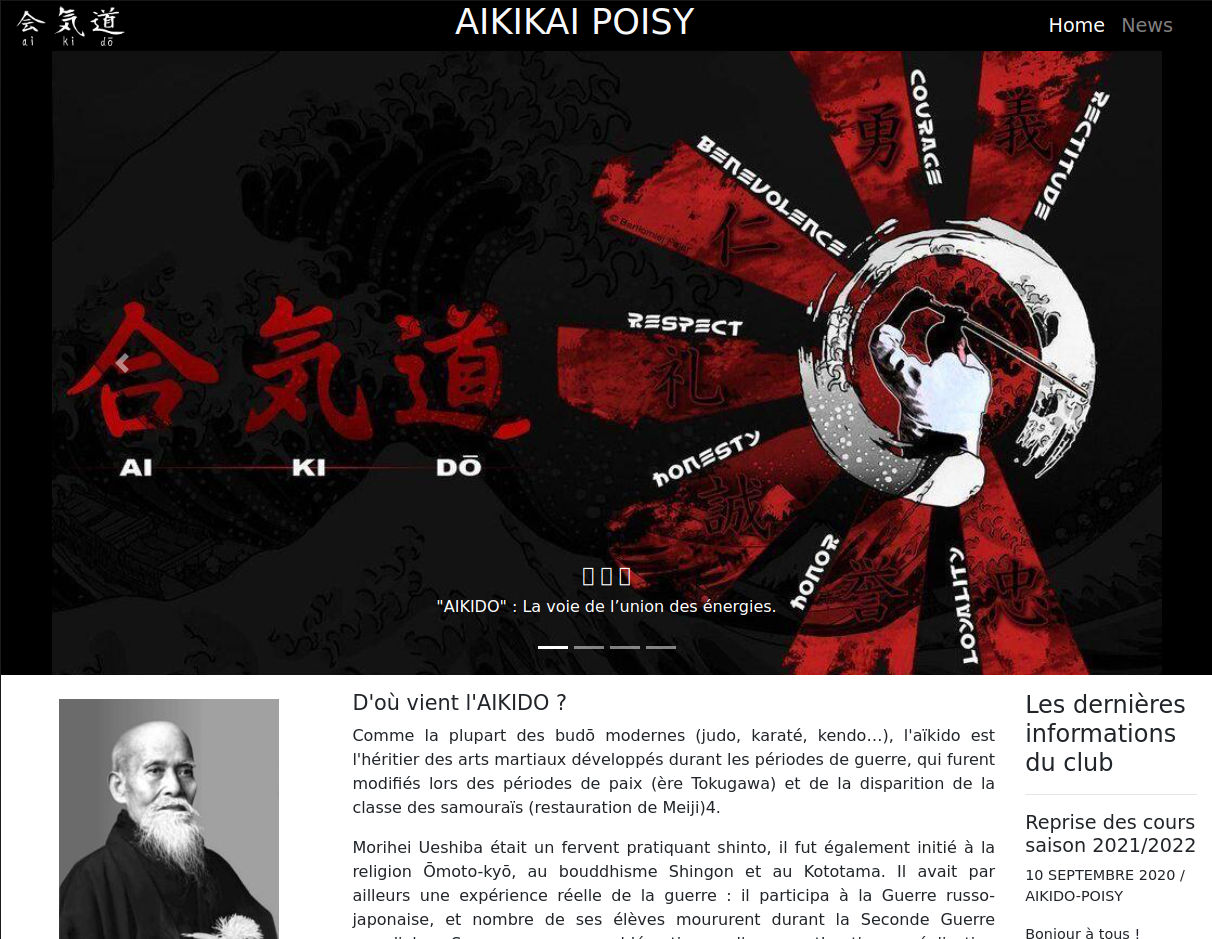 会 気 道
ai ki dō
AIKIKAI POISY
Home News
COURAGE
RECTITUDE
勇
義
BENEVOLENCE
仁
© Bartlomiej Kajar
RESPECT
礼
合 気 道
AI KI DŌ
HONESTY
誠
HONOR
誉
LOYALITY
忠
"AIKIDO" : La voie de l’union des énergies.
D'où vient l'AIKIDO ?
Comme la plupart des budō modernes (judo, karaté, kendo…), l'aïkido est
l'héritier des arts martiaux développés durant les périodes de guerre, qui furent
modifiés lors des périodes de paix (ère Tokugawa) et de la disparition de la
classe des samouraïs (restauration de Meiji)4.
Morihei Ueshiba était un fervent pratiquant shinto, il fut également initié à la
religion Ōmoto-kyō, au bouddhisme Shingon et au Kototama. Il avait par
ailleurs une expérience réelle de la guerre : il participa à la Guerre russo-
japonaise, et nombre de ses élèves moururent durant la Seconde Guerre
Les dernières
informations
du club
Reprise des cours
saison 2021/2022
10 SEPTEMBRE 2020 /
AIKIDO-POISY
Bonjour à tous !